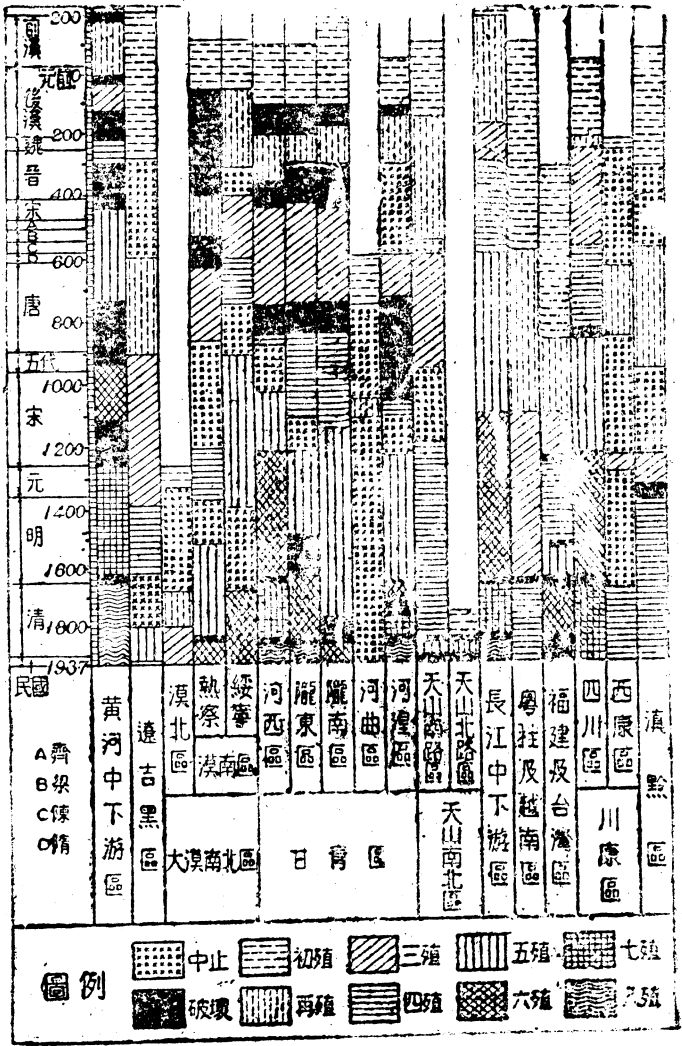 200
前漢
元前
後漢
200
魏
晋
400
宋
A
B
C
D
600
唐
800
五代
1000
宋
1200
元
1400
明
1600
清
1800
1937
民國
A齊
B梁
C陳
D隋
黃河中下游區
遼吉黑區
漠北區
熱察
綏寧
漠南區
大漠南北區
河西區
隴東區
隴南區
河曲區
河湟區
甘青區
天山南路區
天山北路區
天山南北區
長江中下游區
粵桂及越南區
福建及台灣區
四川區
西康區
川康區
滇黔區
圖例
中止 初殖 三殖 五殖 七殖
破壞 再殖 四殖 六殖